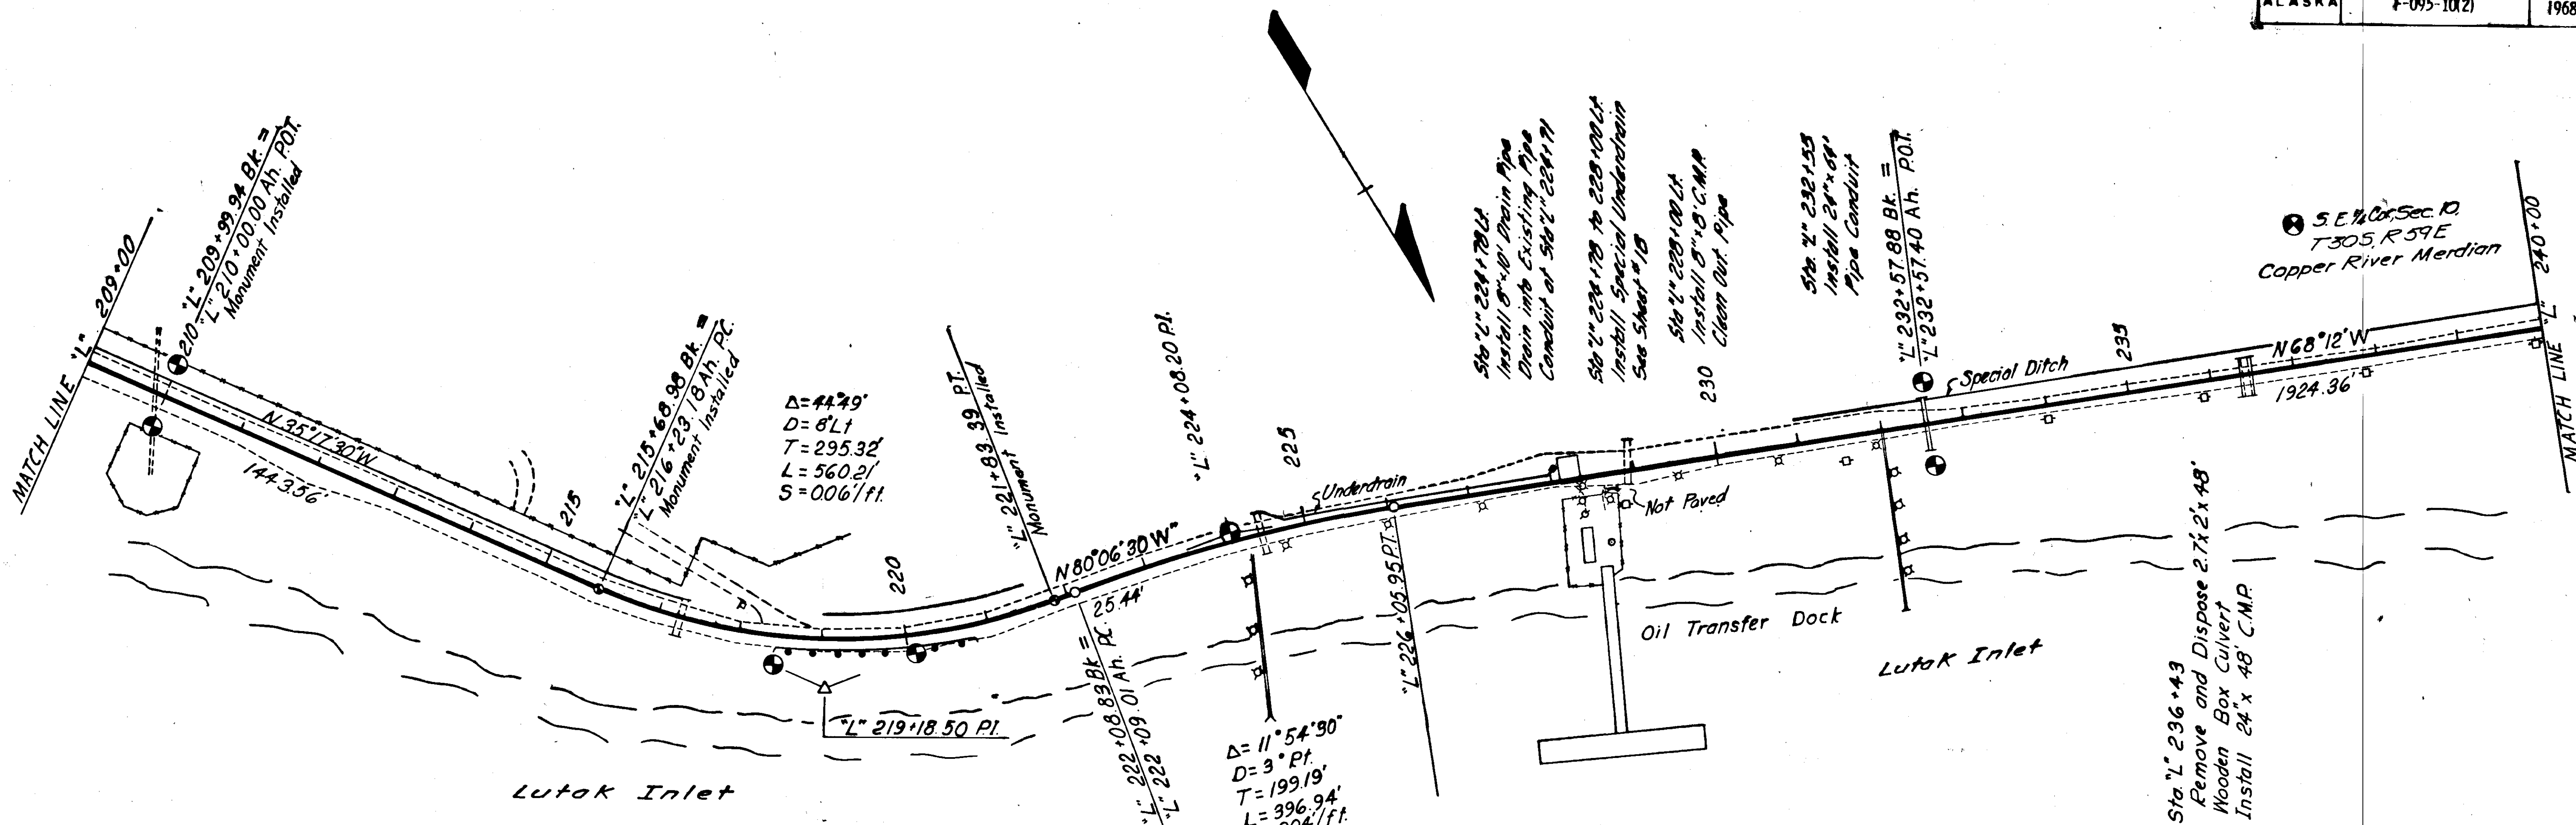 ALASKA
F-095-10(2)
1968
MATCH LINE "L" 209+00
210
"L" 209+99.94 Bk. =
"L" 210+00.00 Ah. P.O.T.
Monument Installed
N 35°17'30"W
1443.56'
215
"L" 215+68.98 Bk. =
"L" 216+23.18 Ah. P.C.
Monument Installed
Δ=44°49'
D=8°Lt
T=295.32'
L=560.21'
S=0.06'/ft.
220
"L" 219+18.50 P.I.
"L" 221+83.39 P.T.
Monument Installed
N 80°06'30 W"
25.44'
"L" 222+08.83 Bk =
"L" 222+09.01 Ah. P.C.
"L" 224+08.20 P.I.
225
Underdrain
Δ= 11°54'30"
D=3°Rt.
T=199.19'
L=396.94'
"L" 226+05.95 P.T.
Sta "L" 224+78 Lt.
Install 8"x10' Drain Pipe
Drain into Existing Pipe
Conduit at Sta "L" 224+71
Sta "L" 224+78 to 228+00 Lt.
Install Special Underdrain
See Sheet #18
Sta "L" 228+00 Lt.
Install 8"x8' C.M.P.
Clean Out Pipe
230
Not Paved
Oil Transfer Dock
Sta. "L" 232+55
Install 24"x64'
Pipe Conduit
"L" 232+57.88 Bk. =
"L" 232+57.40 Ah. P.O.T.
Special Ditch
235
N 68°12' W
1924.36'
S.E. ¼ Cor, Sec. 10,
T30S, R59E
Copper River Merdian
MATCH LINE "L" 240+00
Lutak Inlet
Lutak Inlet
Sta. "L" 236+43
Remove and Dispose 2.7'x2'x48'
Wooden Box Culvert
Install 24" x 48' C.M.P.